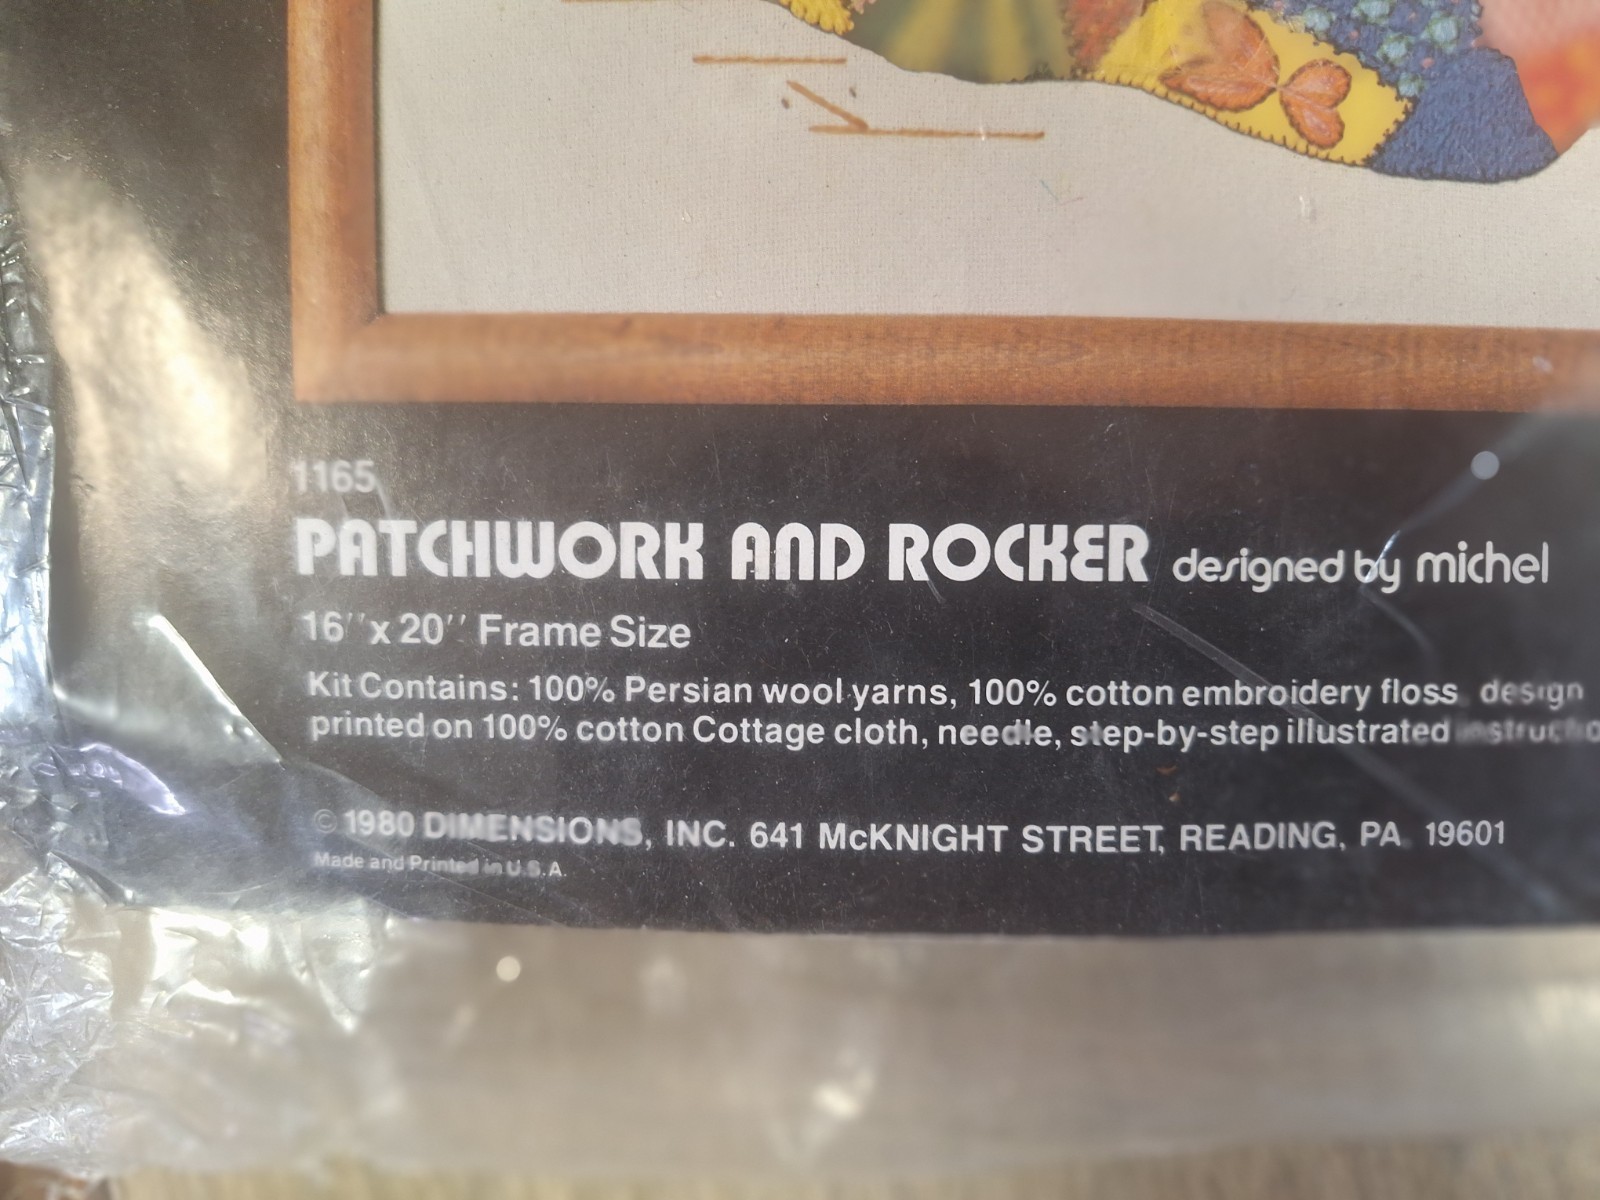 1165
PATCHWORK AND ROCKER designed by michel
16" x 20" Frame Size
Kit Contains: 100% Persian wool yarns, 100% cotton embroidery floss, design
printed on 100% cotton Cottage cloth, needle, step-by-step illustrated
© 1980 DIMENSIONS, INC. 641 McKNIGHT STREET, READING, PA. 19601
Made and Printed in U.S.A.